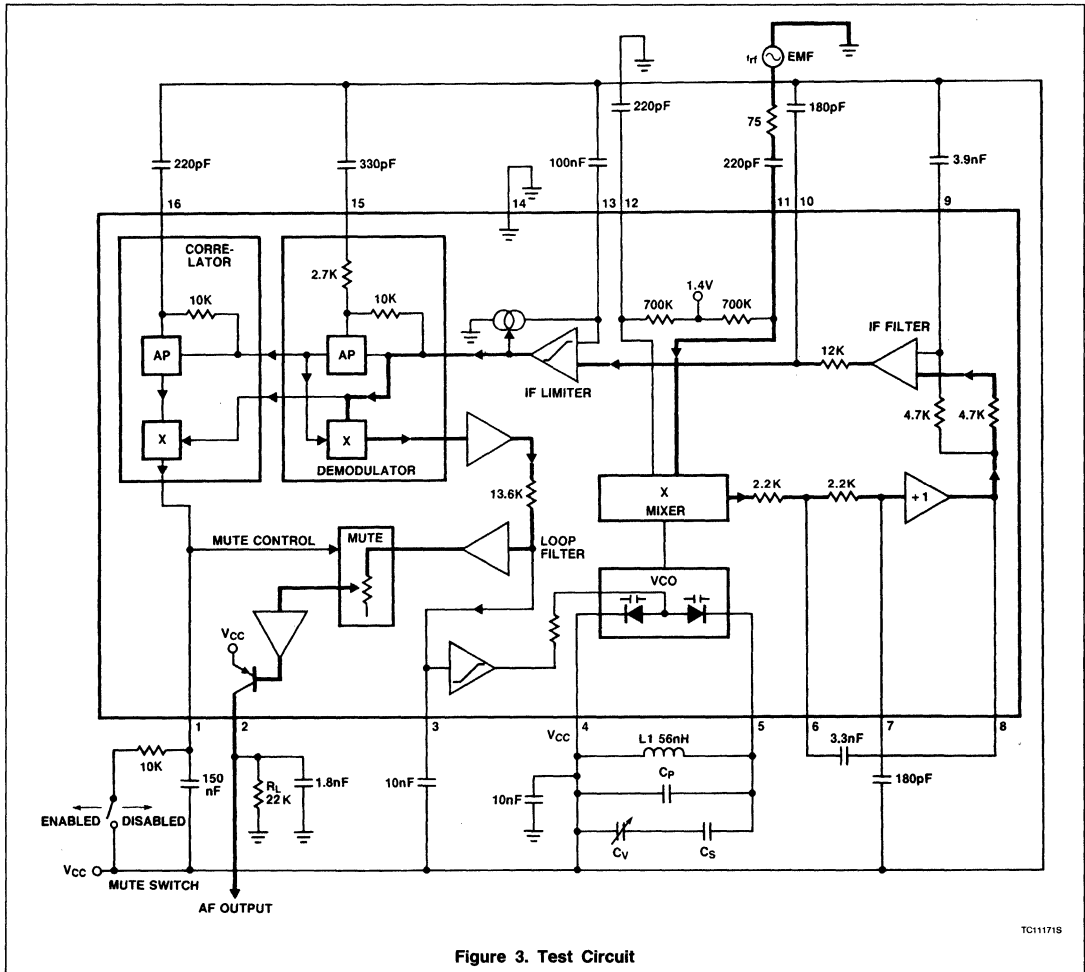 frf EMF
220pF
180pF
75
220pF
330pF
100nF
220pF
3.9nF
16
15
14
13
12
11
10
9
CORRE-
LATOR
2.7K
10K
10K
1.4V
700K
700K
IF FILTER
AP
AP
12K
IF LIMITER
4.7K
4.7K
X
X
DEMODULATOR
X
MIXER
2.2K
2.2K
+1
13.6K
MUTE CONTROL
MUTE
LOOP
FILTER
VCO
VCC
1
2
3
4
5
6
7
8
VCC
L1 56nH
3.3nF
10K
150
nF
RL
22 K
1.8nF
10nF
10nF
CP
180pF
ENABLED
DISABLED
CV
CS
VCC
MUTE SWITCH
AF OUTPUT
TC11171S
Figure 3. Test Circuit